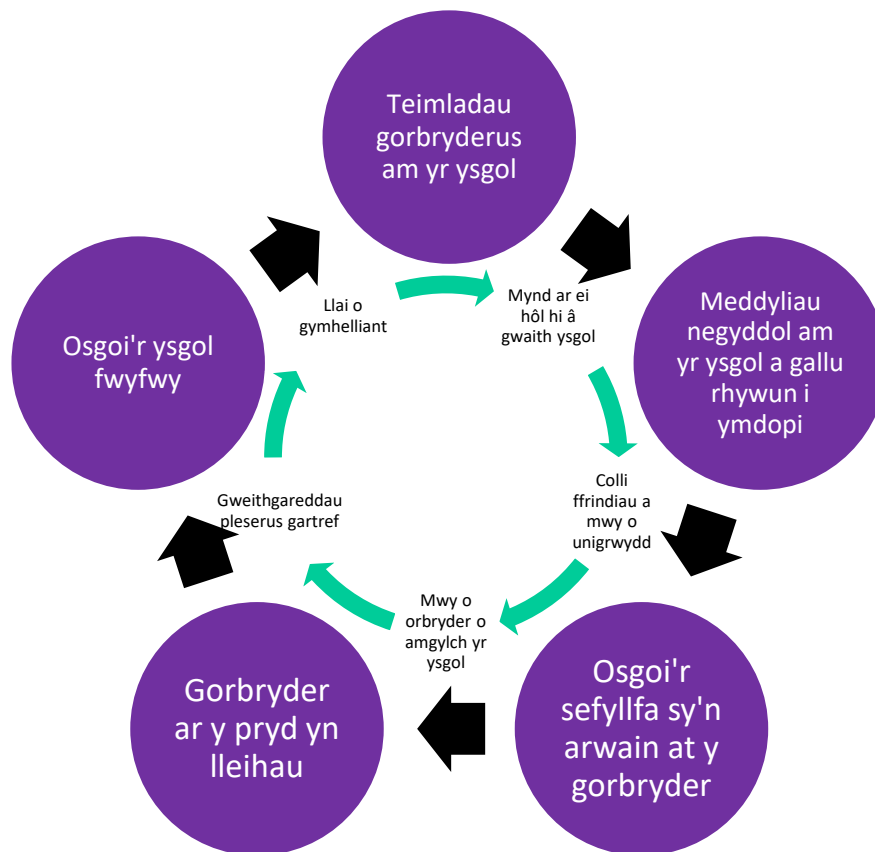 Teimladau
gorbryderus
am yr ysgol
Meddyliau
negyddol am
yr ysgol a gallu
rhywun i
ymdopi
Osgoi'r
sefyllfa sy'n
arwain at y
gorbryder
Gorbryder
ar y pryd yn
lleihau
Osgoi'r ysgol
fwyfwy
Llai o
gymhelliant
Mynd ar ei
hôl hi â
gwaith ysgol
Colli
ffrindiau a
mwy o
unigrwydd
Mwy o
orbryder o
amgylch yr
ysgol
Gweithgareddau
pleserus gartref